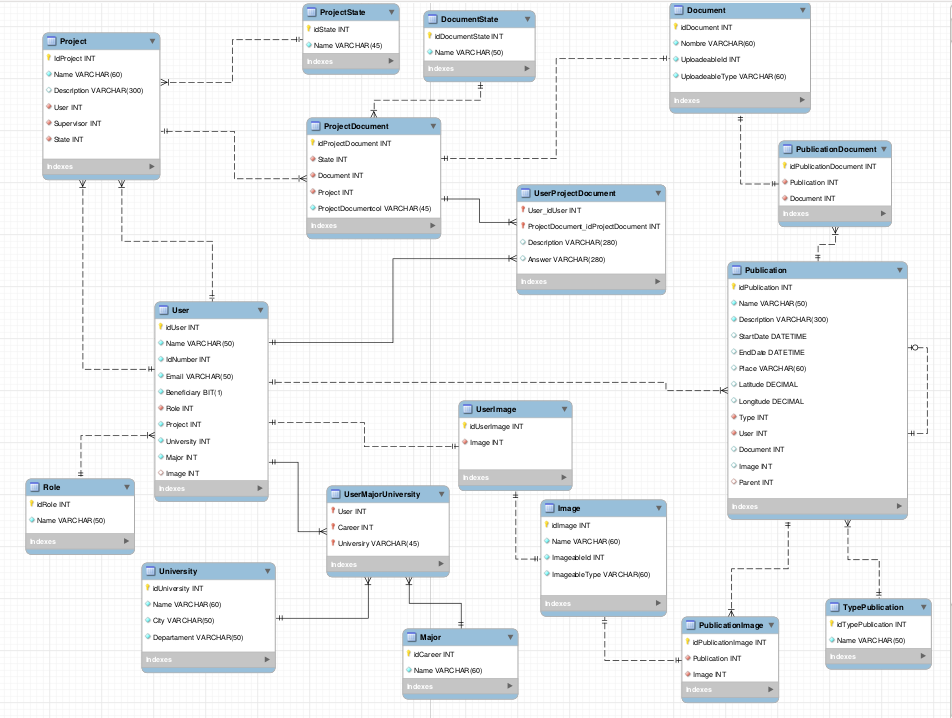 Project
idProject INT
Name VARCHAR(60)
Description VARCHAR(300)
User INT
Supervisor INT
State INT
Indexes
ProjectState
idState INT
Name VARCHAR(45)
Indexes
DocumentState
idDocumentState INT
Name VARCHAR(50)
Indexes
Document
idDocument INT
Nombre VARCHAR(60)
UploadeableId INT
UploadeableType VARCHAR(60)
Indexes
ProjectDocument
idProjectDocument INT
State INT
Document INT
Project INT
ProjectDocumentcol VARCHAR(45)
Indexes
PublicationDocument
idPublicationDocument INT
Publication INT
Document INT
Indexes
UserProjectDocument
User_idUser INT
ProjectDocument_idProjectDocument INT
Description VARCHAR(280)
Answer VARCHAR(280)
Indexes
Publication
idPublication INT
Name VARCHAR(50)
Description VARCHAR(300)
StartDate DATETIME
EndDate DATETIME
Place VARCHAR(60)
Latitude DECIMAL
Longitude DECIMAL
Type INT
User INT
Document INT
Image INT
Parent INT
Indexes
User
idUser INT
Name VARCHAR(50)
IdNumber INT
Email VARCHAR(50)
Beneficiary BIT(1)
Role INT
Project INT
University INT
Major INT
Image INT
Indexes
UserImage
idUserImage INT
Image INT
Indexes
Role
idRole INT
Name VARCHAR(50)
Indexes
UserMajorUniversity
User INT
Career INT
University VARCHAR(45)
Indexes
Image
idImage INT
Name VARCHAR(60)
ImageableId INT
ImageableType VARCHAR(60)
Indexes
University
idUniversity INT
Name VARCHAR(60)
City VARCHAR(50)
Departament VARCHAR(50)
Indexes
Major
idCareer INT
Name VARCHAR(60)
Indexes
PublicationImage
idPublicationImage INT
Publication INT
Image INT
Indexes
TypePublication
idTypePublication INT
Name VARCHAR(50)
Indexes